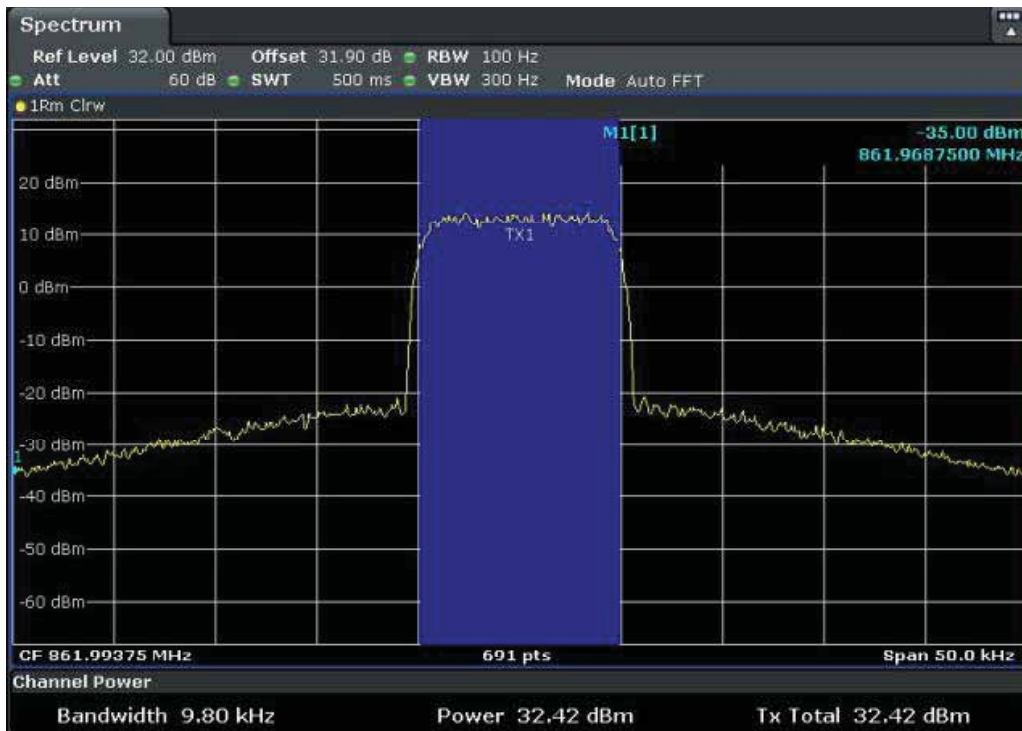 Spectrum
Ref Level 32.00 dBm Offset 31.90 dB RBW 100 Hz
Att 60 dB SWT 500 ms VBW 300 Hz Mode Auto FFT
1Rm Clrw
M1[1] -35.00 dBm
861.9687500 MHz
20 dBm
TX1
10 dBm
0 dBm
-10 dBm
-20 dBm
-30 dBm
1
-40 dBm
-50 dBm
-60 dBm
CF 861.99375 MHz 691 pts Span 50.0 kHz
Channel Power
Bandwidth 9.80 kHz Power 32.42 dBm Tx Total 32.42 dBm